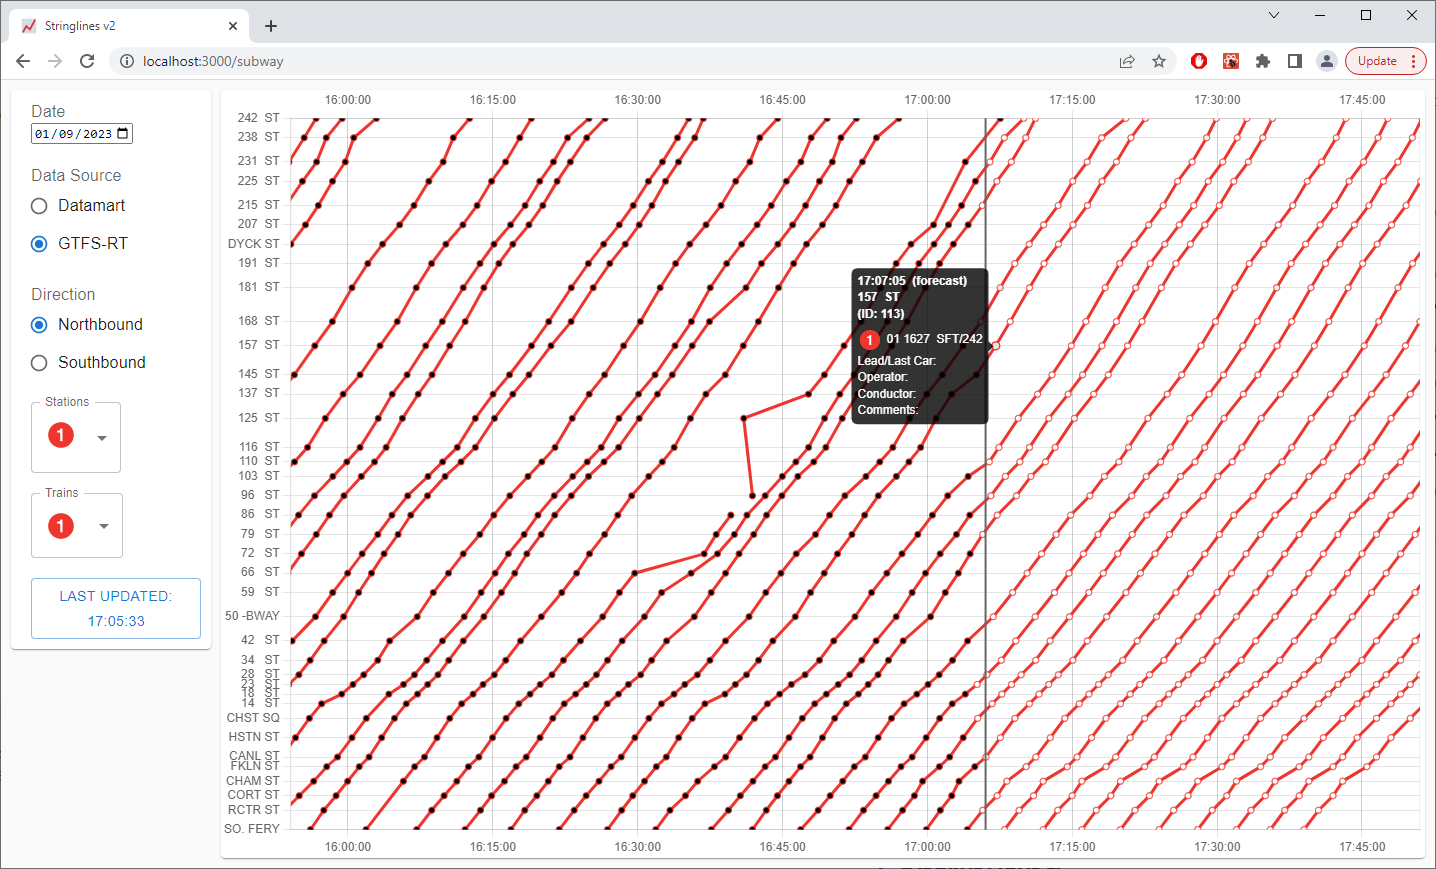 Stringlines v2
localhost:3000/subway
Update
Date
01/09/2023
Data Source
Datamart
GTFS-RT
Direction
Northbound
Southbound
Stations
1
Trains
1
LAST UPDATED:
17:05:33
16:00:00 16:15:00 16:30:00 16:45:00 17:00:00 17:15:00 17:30:00 17:45:00
242 ST
238 ST
231 ST
225 ST
215 ST
207 ST
DYCK ST
191 ST
181 ST
168 ST
157 ST
145 ST
137 ST
125 ST
116 ST
110 ST
103 ST
96 ST
86 ST
79 ST
72 ST
66 ST
59 ST
50 -BWAY
42 ST
34 ST
28 ST
23 ST
18 ST
14 ST
CHST SQ
HSTN ST
CANL ST
FKLN ST
CHAM ST
CORT ST
RCTR ST
SO. FERY
17:07:05 (forecast)
157 ST
(ID: 113)
1 01 1627 SFT/242
Lead/Last Car:
Operator:
Conductor:
Comments:
16:00:00 16:15:00 16:30:00 16:45:00 17:00:00 17:15:00 17:30:00 17:45:00